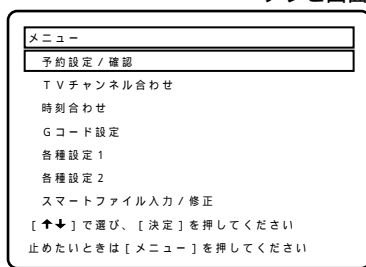 メニュー
予約設定／確認
ＴＶチャンネル合わせ
時刻合わせ
Ｇコード設定
各種設定１
各種設定２
スマートファイル入力／修正
［↑↓］で選び、［決定］を押してください
止めたいときは［メニュー］を押してください